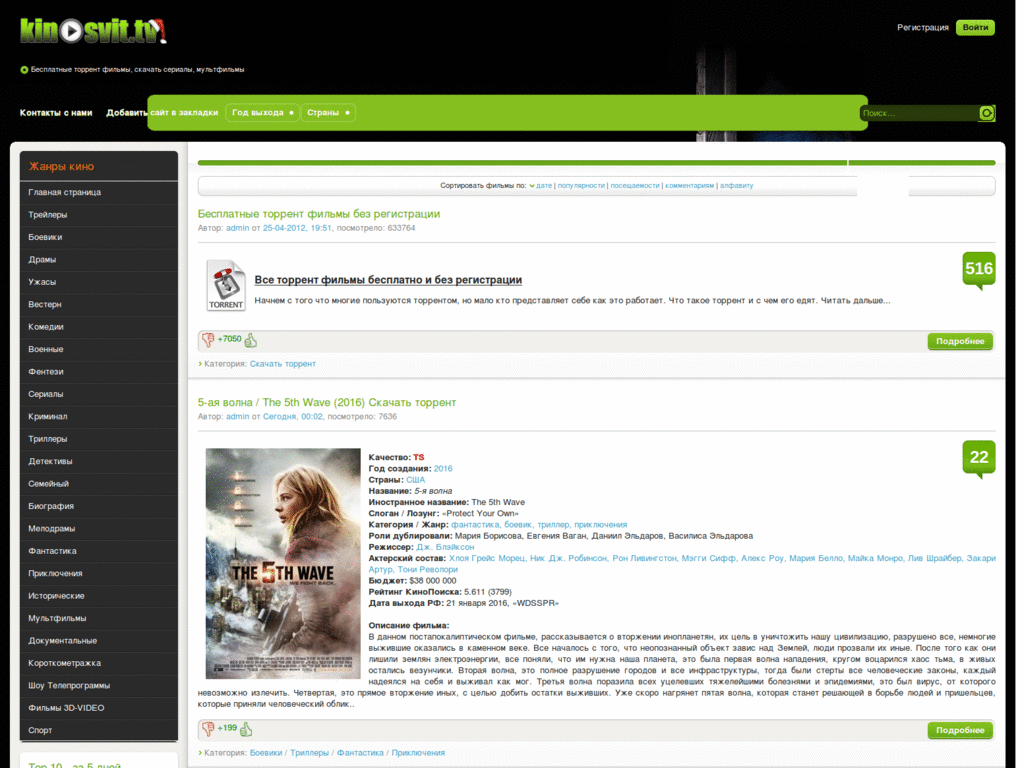 kinosvit.tv
Регистрация
Войти
Бесплатные торрент фильмы, скачать сериалы, мультфильмы
Контакты с нами
Добавить сайт в закладки
Год выхода
Страны
Поиск...
Жанры кино
Главная страница
Трейлеры
Боевики
Драмы
Ужасы
Вестерн
Комедии
Военные
Фентези
Сериалы
Криминал
Триллеры
Детективы
Семейный
Биография
Мелодрамы
Фантастика
Приключения
Исторические
Мультфильмы
Документальные
Короткометражка
Шоу Телепрограммы
Фильмы 3D-VIDEO
Спорт
Top 10 - за 5 дней
Сортировать фильмы по: дате | популярности | посещаемости | комментариям | алфавиту
Бесплатные торрент фильмы без регистрации
Автор: admin от 25-04-2012, 19:51, посмотрело: 633764
516
TORRENT
Все торрент фильмы бесплатно и без регистрации
Начнем с того что многие пользуются торрентом, но мало кто представляет себе как это работает. Что такое торрент и с чем его едят. Читать дальше...
+7050
Подробнее
Категория: Скачать торрент
5-ая волна / The 5th Wave (2016) Скачать торрент
Автор: admin от Сегодня, 00:02, посмотрело: 7636
22
THE 5TH WAVE
WE FIGHT BACK.
Качество: TS
Год создания: 2016
Страны: США
Название: 5-я волна
Иностранное название: The 5th Wave
Слоган / Лозунг: «Protect Your Own»
Категория / Жанр: фантастика, боевик, триллер, приключения
Роли дублировали: Мария Борисова, Евгения Ваган, Даниил Эльдаров, Василиса Эльдарова
Режиссер: Дж. Блэйксон
Актерский состав: Хлоя Грейс Морец, Ник Дж. Робинсон, Рон Ливингстон, Мэгги Сифф, Алекс Роу, Мария Белло, Майка Монро, Лив Шрайбер, Закари
Артур, Тони Револори
Бюджет: $38 000 000
Рейтинг КиноПоиска: 5.611 (3799)
Дата выхода РФ: 21 января 2016, «WDSSPR»
Описание фильма:
В данном постапокалиптическом фильме, рассказывается о вторжении инопланетян, их цель в уничтожить нашу цивилизацию, разрушено все, немногие
выжившие оказались в каменном веке. Все началось с того, что неопознанный объект завис над Землей, люди прозвали их иные. После того как они
лишили землян электроэнергии, все поняли, что им нужна наша планета, это была первая волна нападения, кругом воцарился хаос тьма, в живых
остались везунчики. Вторая волна, это полное разрушение городов и все инфраструктуры, тогда были стерты все человеческие законы, каждый
надеялся на себя и выживал как мог. Третья волна поразила всех уцелевших тяжелейшими болезнями и эпидемиями, это был вирус, от которого
невозможно излечить. Четвертая, это прямое вторжение иных, с целью добить остатки выживших. Уже скоро нагрянет пятая волна, которая станет решающей в борьбе людей и пришельцев,
которые приняли человеческий облик..
+199
Подробнее
Категория: Боевики / Триллеры / Фантастика / Приключения